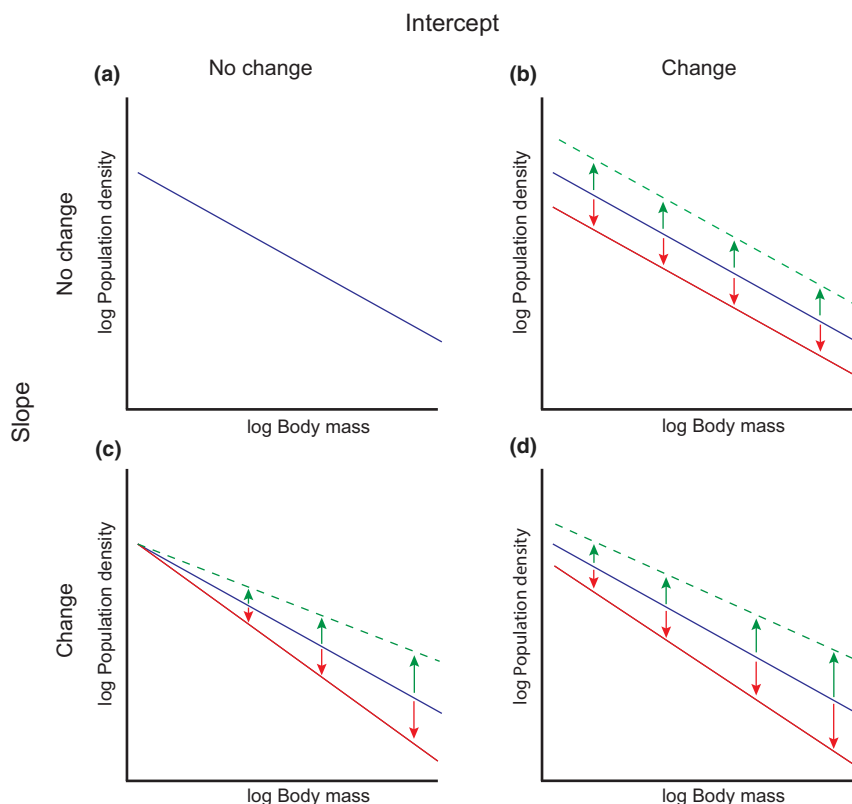 Intercept
No change
Change
Slope
No change
(a)
log Population density
log Body mass
(b)
log Population density
log Body mass
Change
(c)
log Population density
log Body mass
(d)
log Population density
log Body mass